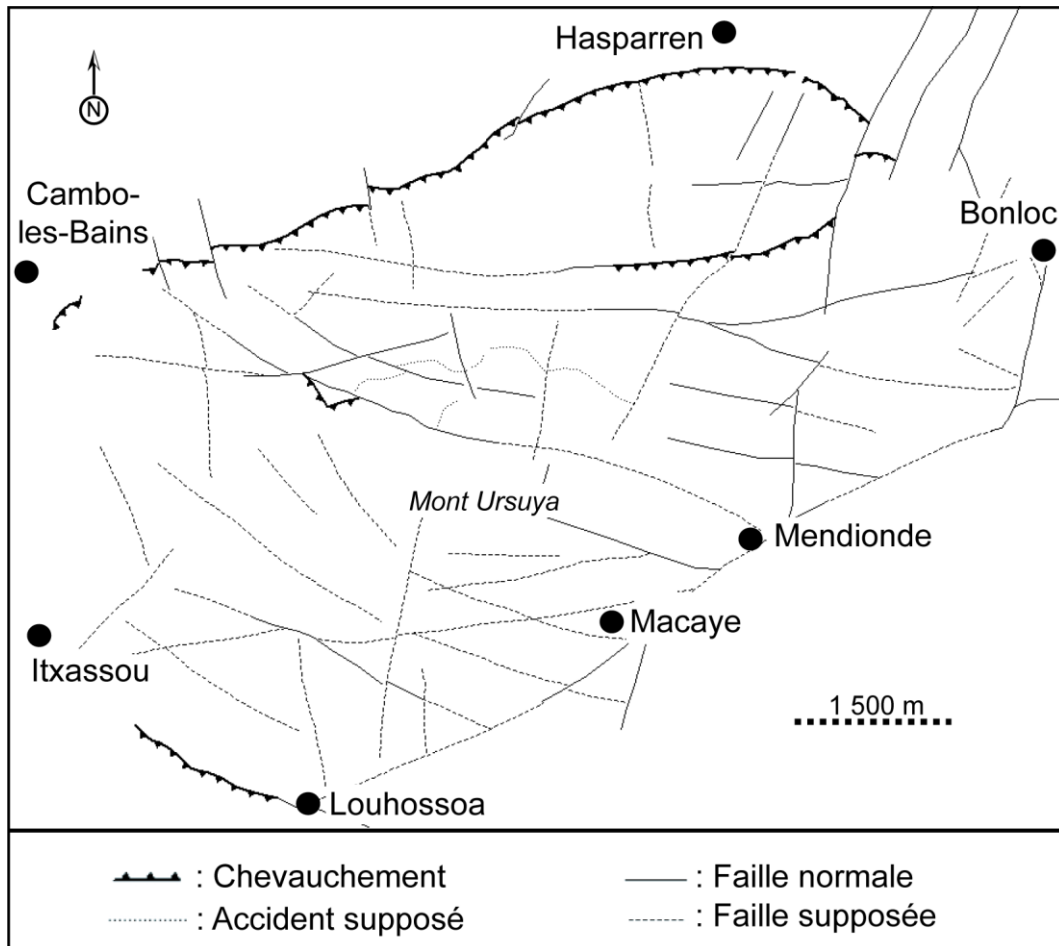 Hasparren
N
Cambo-
les-Bains
Bonloc
Mont Ursuya
Mendionde
Macaye
Itxassou
1 500 m
Louhossoa
: Chevauchement
: Faille normale
: Accident supposé
: Faille supposée